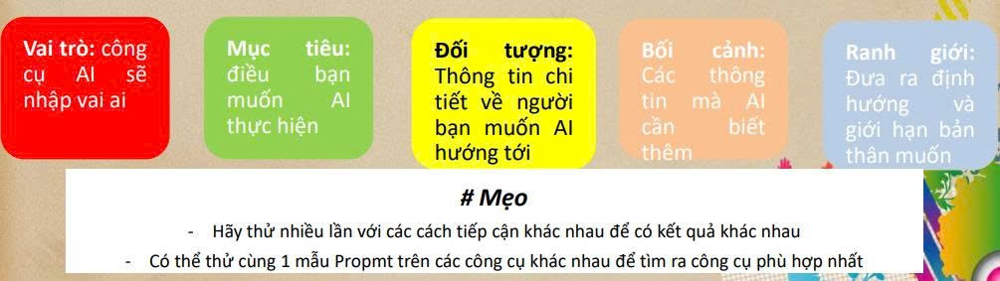 Vai trò: công
cụ AI sẽ
nhập vai ai
Mục tiêu:
điều bạn
muốn AI
thực hiện
Đối tượng:
Thông tin chi
tiết về người
bạn muốn AI
hướng tới
Bối cảnh:
Các thông
tin mà AI
cần biết
thêm
Ranh giới:
Đưa ra định
hướng và
giới hạn bản
thân muốn
# Mẹo
- Hãy thử nhiều lần với các cách tiếp cận khác nhau để có kết quả khác nhau
- Có thể thử cùng 1 mẫu Propmt trên các công cụ khác nhau để tìm ra công cụ phù hợp nhất